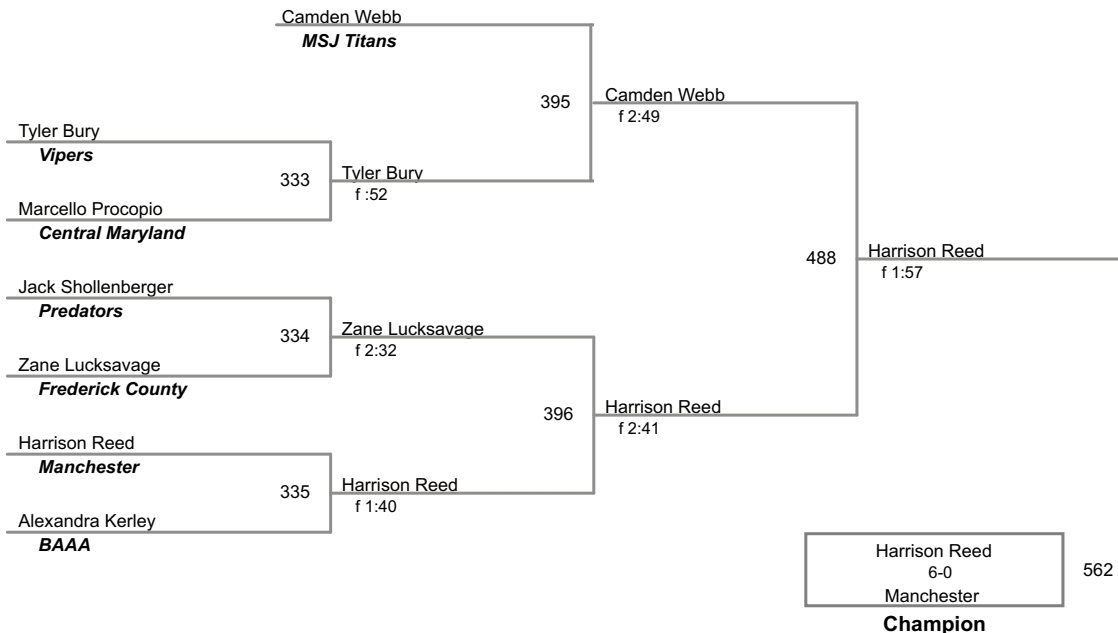 Camden Webb
MSJ Titans
395
Camden Webb
f 2:49
Tyler Bury
Vipers
333
Tyler Bury
f :52
Marcello Procopio
Central Maryland
488
Harrison Reed
f 1:57
Jack Shollenberger
Predators
334
Zane Lucksavage
f 2:32
Zane Lucksavage
Frederick County
396
Harrison Reed
f 2:41
Harrison Reed
Manchester
335
Harrison Reed
f 1:40
Alexandra Kerley
BAAA
Harrison Reed
6-0
Manchester
562
Champion